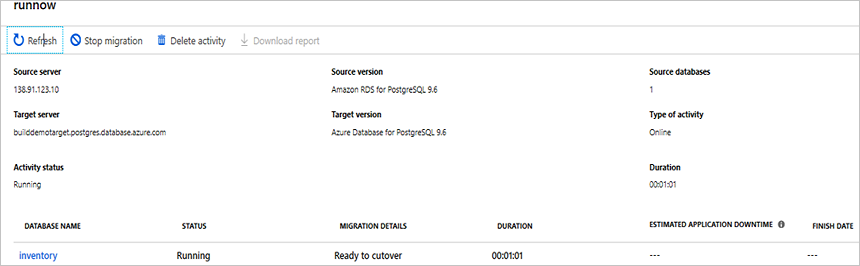 runnow
Refresh Stop migration Delete activity Download report
Source server Source version Source databases
138.91.123.10 Amazon RDS for PostgreSQL 9.6 1
Target server Target version Type of activity
builddemotarget.postgres.database.azure.com Azure Database for PostgreSQL 9.6 Online
Activity status Duration
Running 00:01:01
DATABASE NAME STATUS MIGRATION DETAILS DURATION ESTIMATED APPLICATION DOWNTIME FINISH DATE
inventory Running Ready to cutover 00:01:01 --- ---